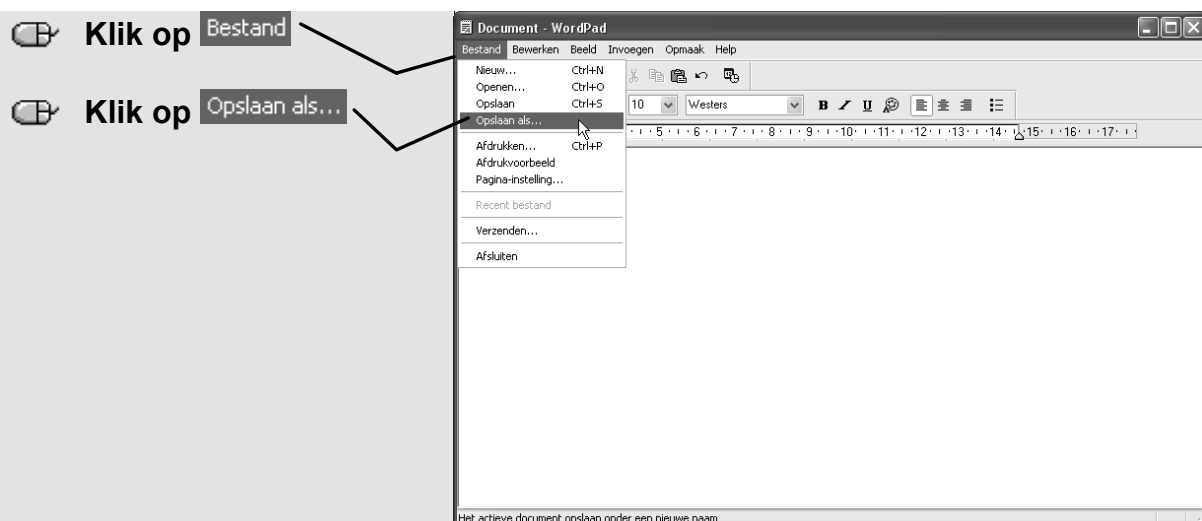 Klik op Bestand
Klik op Opslaan als...
Document - WordPad
Bestand Bewerken Beeld Invoegen Opmaak Help
Nieuw... Ctrl+N
Openen... Ctrl+O
Opslaan Ctrl+S
Opslaan als...
Afdrukken... Ctrl+P
Afdrukvoorbeeld
Pagina-instelling...
Recent bestand
Verzenden...
Afsluiten
10 Westers B I U
5 6 7 8 9 10 11 12 13 14 15 16 17
Het actieve document opslaan onder een nieuwe naam